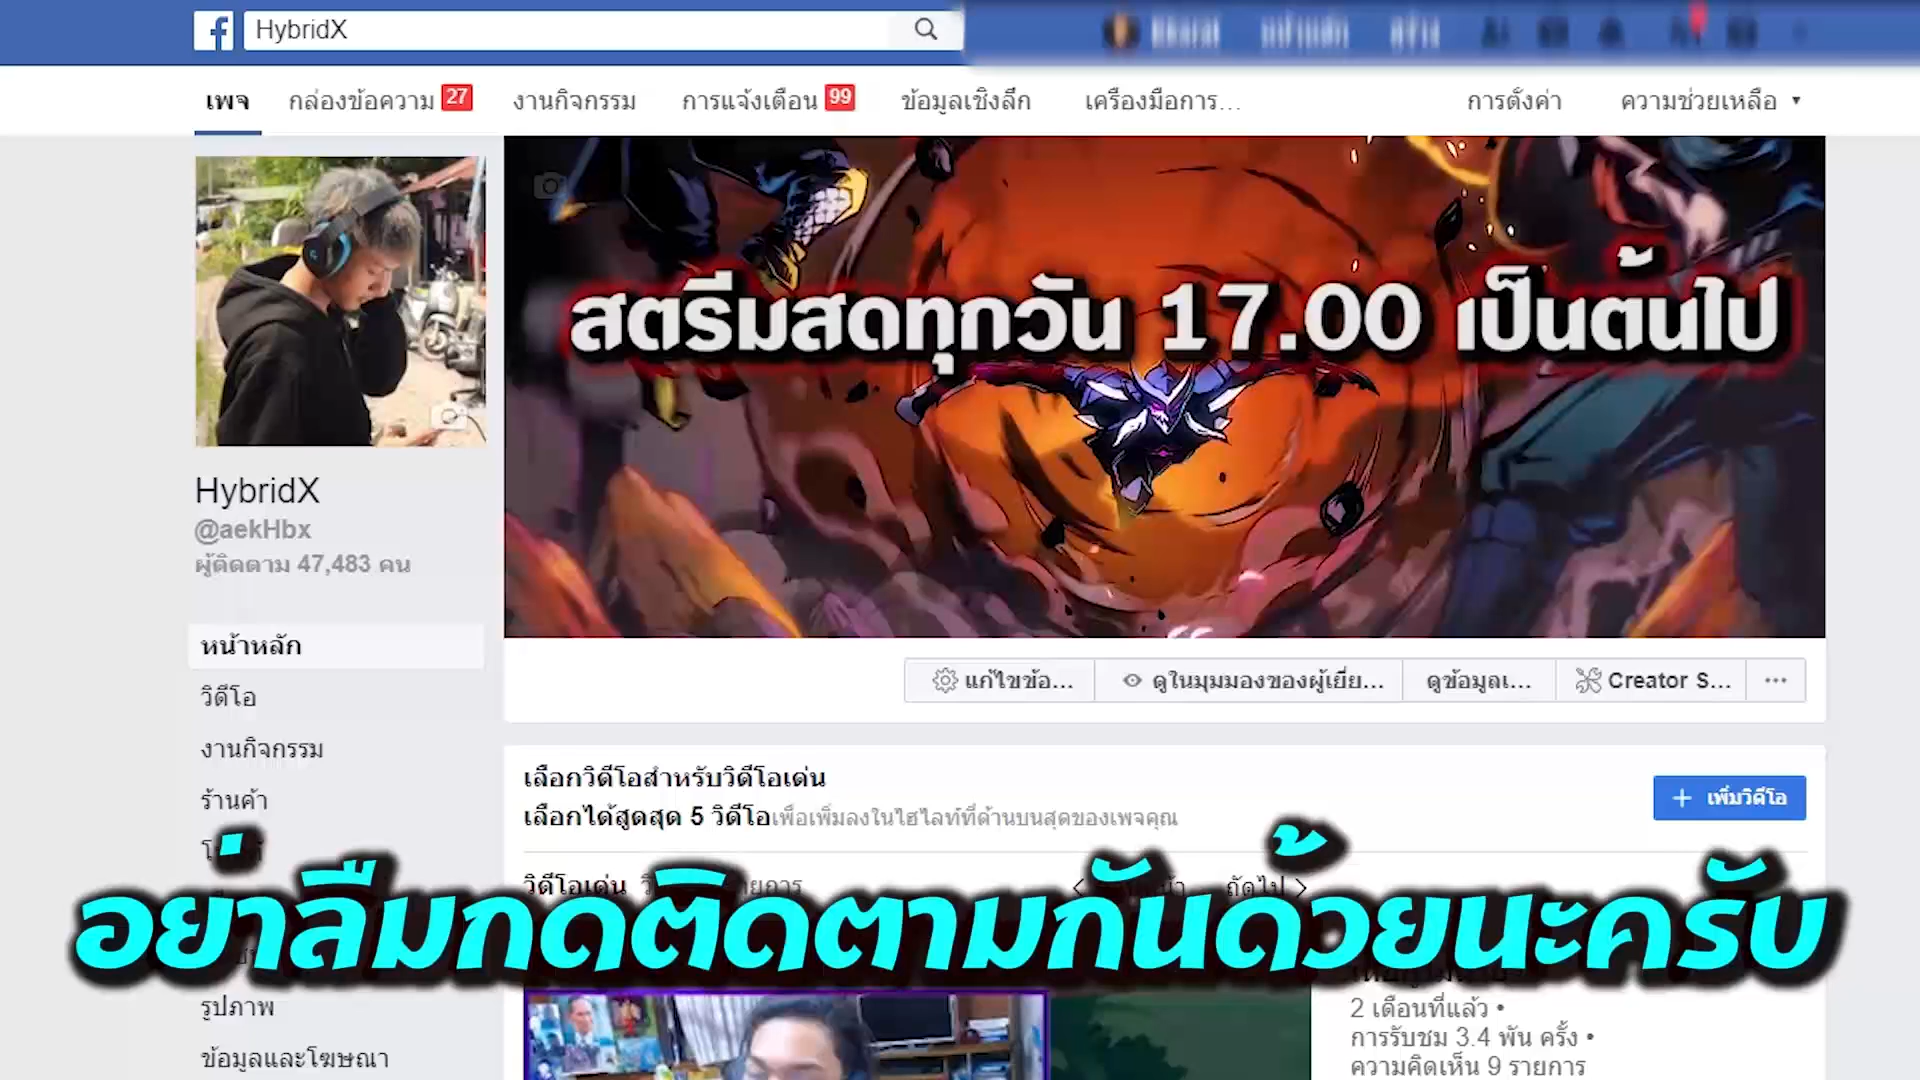 HybridX
เพจ
กล่องข้อความ 27
งานกิจกรรม
การแจ้งเตือน 99
ข้อมูลเชิงลึก
เครื่องมือการ...
การตั้งค่า
ความช่วยเหลือ
สตรีมสดทุกวัน 17.00 เป็นต้นไป
HybridX
@aekHbx
ผู้ติดตาม 47,483 คน
หน้าหลัก
วิดีโอ
งานกิจกรรม
ร้านค้า
แก้ไขข้อ...
ดูในมุมมองของผู้เยี่ย...
ดูข้อมูลเ...
Creator S...
เลือกวิดีโอสำหรับวิดีโอเด่น
เลือกได้สูงสุด 5 วิดีโอเพื่อเพิ่มลงในไฮไลท์ที่ด้านบนสุดของเพจคุณ
เพิ่มวิดีโอ
วิดีโอเด่น
ถัดไป
อย่าลืมกดติดตามกันด้วยนะครับ
รูปภาพ
ข้อมูลและโฆษณา
2 เดือนที่แล้ว •
การรับชม 3.4 พัน ครั้ง •
ความคิดเห็น 9 รายการ